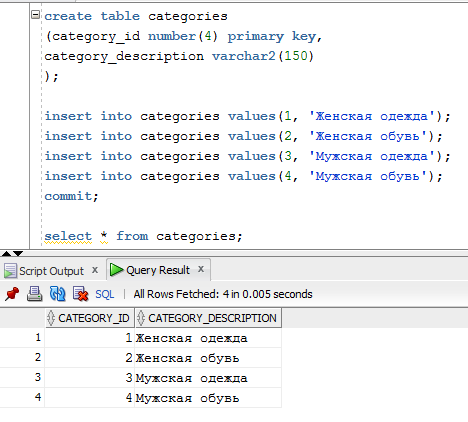 create table categories
(category_id number(4) primary key,
category_description varchar2(150)
);
insert into categories values(1, 'Женская одежда');
insert into categories values(2, 'Женская обувь');
insert into categories values(3, 'Мужская одежда');
insert into categories values(4, 'Мужская обувь');
commit;
select * from categories;
Script Output x Query Result x
SQL | All Rows Fetched: 4 in 0.005 seconds
CATEGORY_ID CATEGORY_DESCRIPTION
1 1 Женская одежда
2 2 Женская обувь
3 3 Мужская одежда
4 4 Мужская обувь